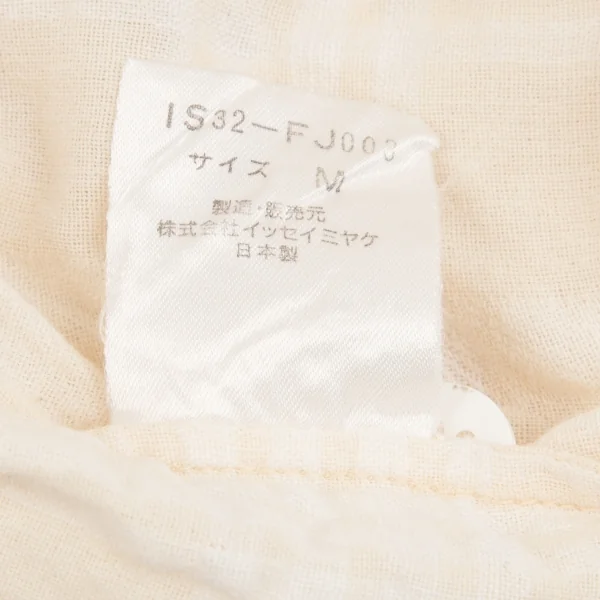 IS32-FJ003
サイズ M
製造・販売元
株式会社イッセイミヤケ
日本製